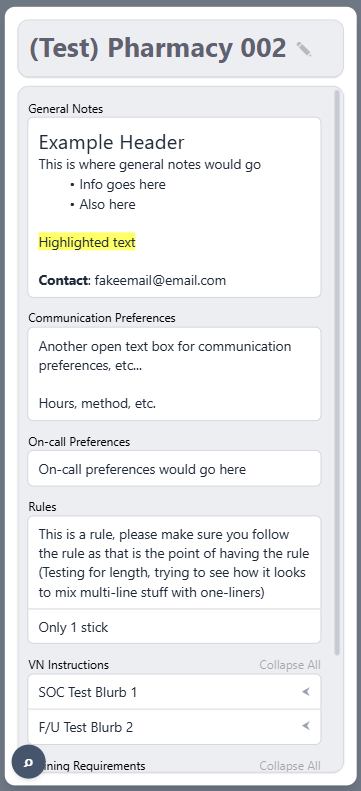 (Test) Pharmacy 002
General Notes
Example Header
This is where general notes would go
• Info goes here
• Also here
Highlighted text
Contact: fakeemail@email.com
Communication Preferences
Another open text box for communication
preferences, etc...
Hours, method, etc.
On-call Preferences
On-call preferences would go here
Rules
This is a rule, please make sure you follow
the rule as that is the point of having the rule
(Testing for length, trying to see how it looks
to mix multi-line stuff with one-liners)
Only 1 stick
VN Instructions Collapse All
SOC Test Blurb 1
F/U Test Blurb 2
Requirements Collapse All